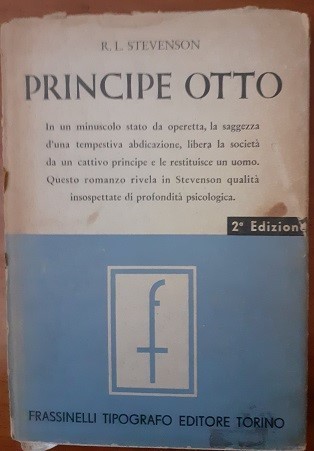 R. L. STEVENSON
PRINCIPE OTTO
In un minuscolo stato da operetta, la saggezza
d'una tempestiva abdicazione, libera la società
da un cattivo principe e le restituisce un uomo.
Questo romanzo rivela in Stevenson qualità
insospettate di profondità psicologica.
2ª Edizione
f
FRASSINELLI TIPOGRAFO EDITORE TORINO